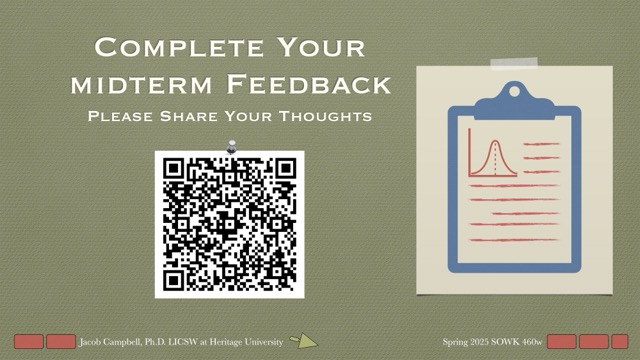 Complete Your
midterm Feedback
Please Share Your Thoughts
Jacob Campbell, Ph.D. LICSW at Heritage University
Spring 2025 SOWK 460w